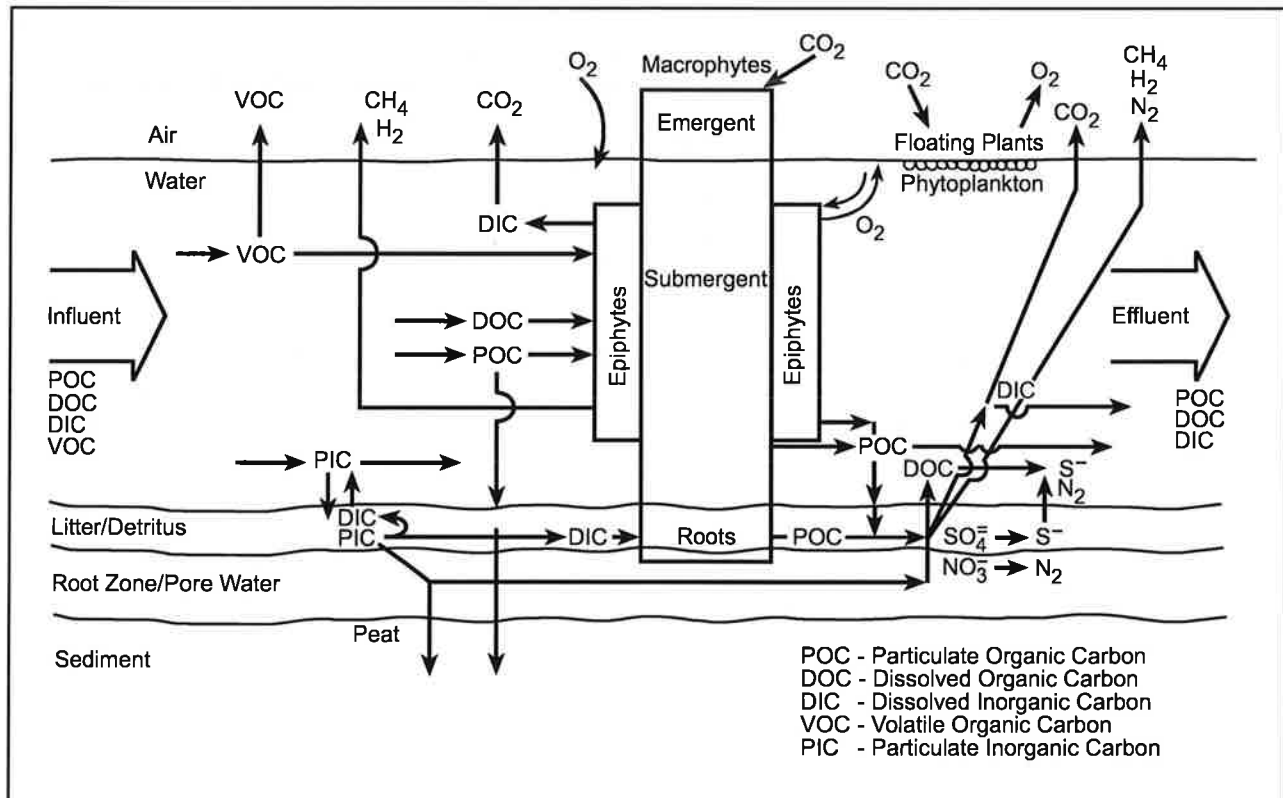 CO2
O2
Macrophytes
CO2
O2
CH4
H2
N2
VOC
CH4
H2
CO2
CO2
Air
Emergent
Floating Plants
Water
Phytoplankton
DIC
O2
VOC
Submergent
Influent
DOC
Epiphytes
Epiphytes
Effluent
POC
POC
DOC
DIC
VOC
DIC
POC
DOC
DIC
PIC
POC
DOC
S–
N2
Litter/Detritus
DIC
PIC
DIC
Roots
POC
SO4=
S–
Root Zone/Pore Water
NO3=
N2
Peat
Sediment
POC - Particulate Organic Carbon
DOC - Dissolved Organic Carbon
DIC - Dissolved Inorganic Carbon
VOC - Volatile Organic Carbon
PIC - Particulate Inorganic Carbon